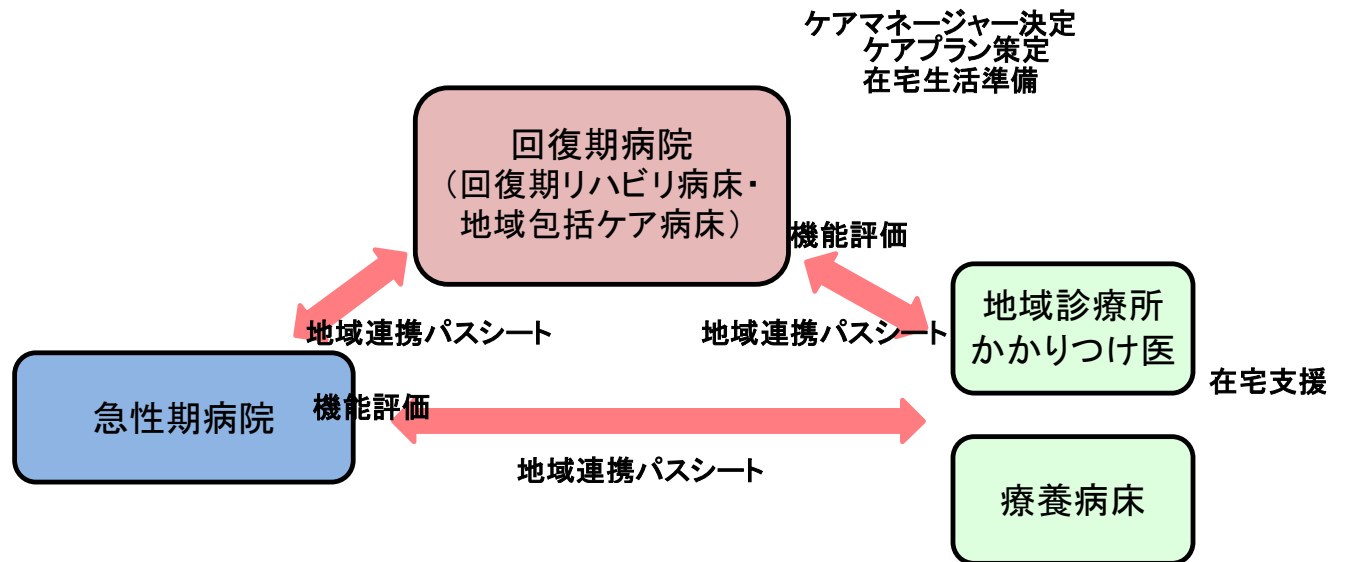 ケアマネージャー決定
ケアプラン策定
在宅生活準備
回復期病院
（回復期リハビリ病床・
地域包括ケア病床）
機能評価
地域連携パスシート
地域連携パスシート
地域診療所
かかりつけ医
在宅支援
急性期病院
機能評価
地域連携パスシート
療養病床